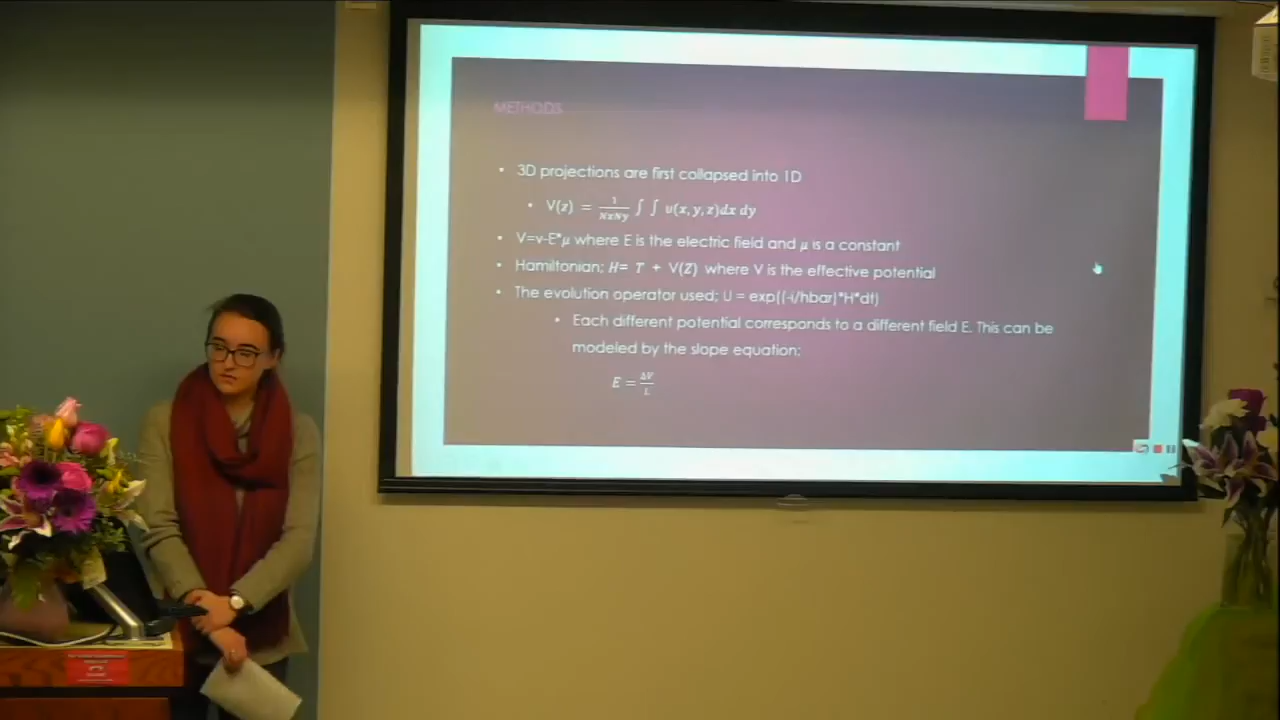 METHODS
• 3D projections are first collapsed into 1D
• V(z) = 1/NxNy ∫ ∫ υ(x, y, z)dx dy
• V=v-E*μ where E is the electric field and μ is a constant
• Hamiltonian; H= T + V(Z) where V is the effective potential
• The evolution operator used; U = exp((-i/hbar)*H*dt)
• Each different potential corresponds to a different field E. This can be
modeled by the slope equation;
E = ΔV/L